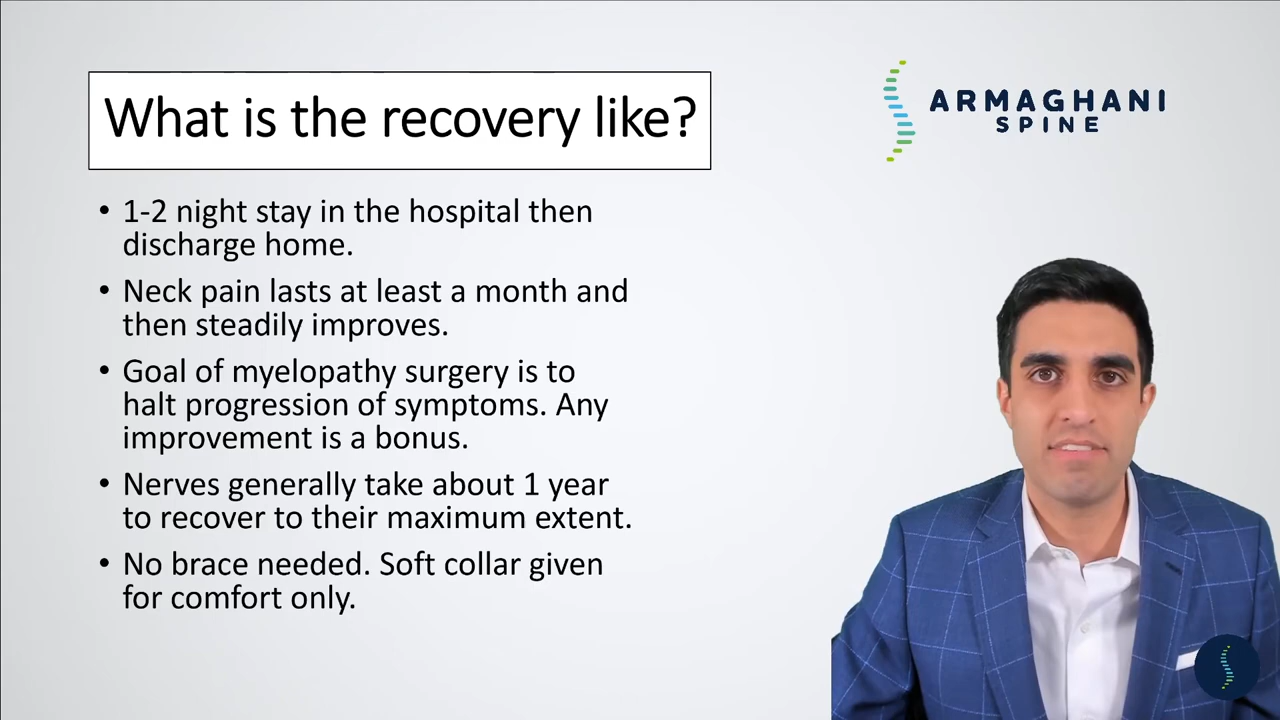 What is the recovery like?
ARMAGHANI
SPINE
• 1-2 night stay in the hospital then
discharge home.
• Neck pain lasts at least a month and
then steadily improves.
• Goal of myelopathy surgery is to
halt progression of symptoms. Any
improvement is a bonus.
• Nerves generally take about 1 year
to recover to their maximum extent.
• No brace needed. Soft collar given
for comfort only.